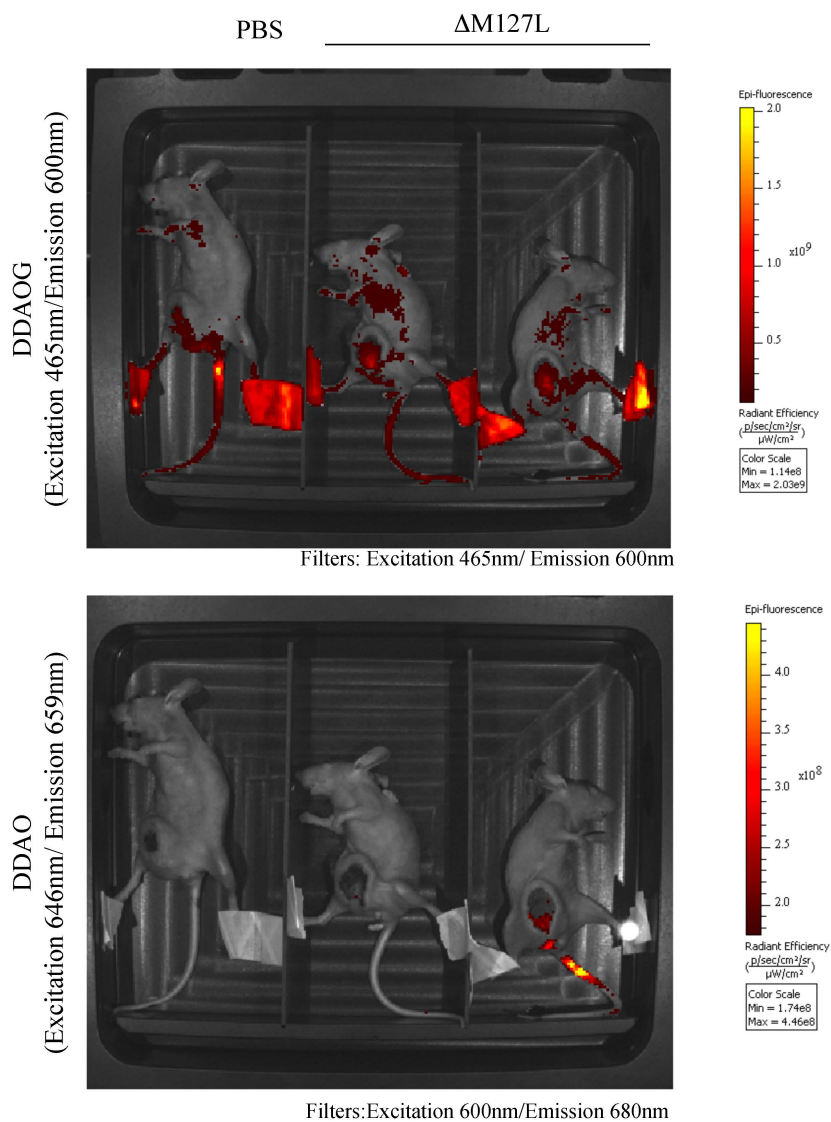 PBS
ΔM127L
DDAOG
(Excitation 465nm/Emission 600nm)
Epi-fluorescence
2.0
1.5
x10⁹
1.0
0.5
Radiant Efficiency
(p/sec/cm²/sr
µW/cm²)
Color Scale
Min = 1.14e8
Max = 2.03e9
Filters: Excitation 465nm/ Emission 600nm
DDAO
(Excitation 646nm/ Emission 659nm)
Epi-fluorescence
4.0
3.5
x10⁸
3.0
2.5
2.0
Radiant Efficiency
(p/sec/cm²/sr
µW/cm²)
Color Scale
Min = 1.74e8
Max = 4.46e8
Filters:Excitation 600nm/Emission 680nm